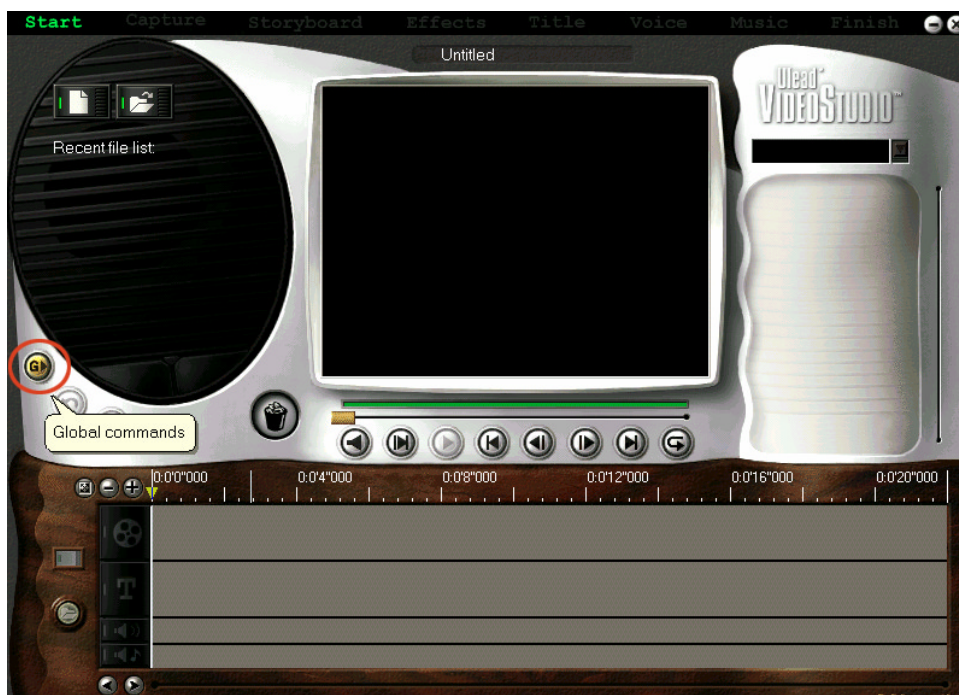 Start Capture Storyboard Effects Title Voice Music Finish
Untitled
Ulead™
VIDEOSTUDIO™
Recent file list:
G
Global commands
0:0'0"000 0:0'4"000 0:0'8"000 0:0'12"000 0:0'16"000 0:0'20"000
T